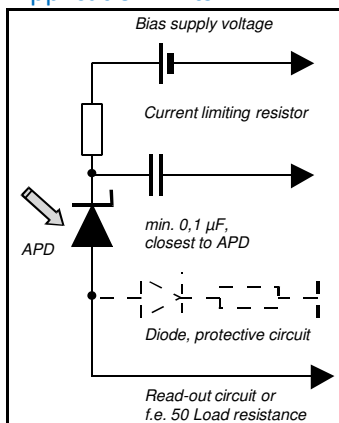 Bias supply voltage
Current limiting resistor
min. 0,1 µF,
closest to APD
APD
Diode, protective circuit
Read-out circuit or
f.e. 50 Load resistance